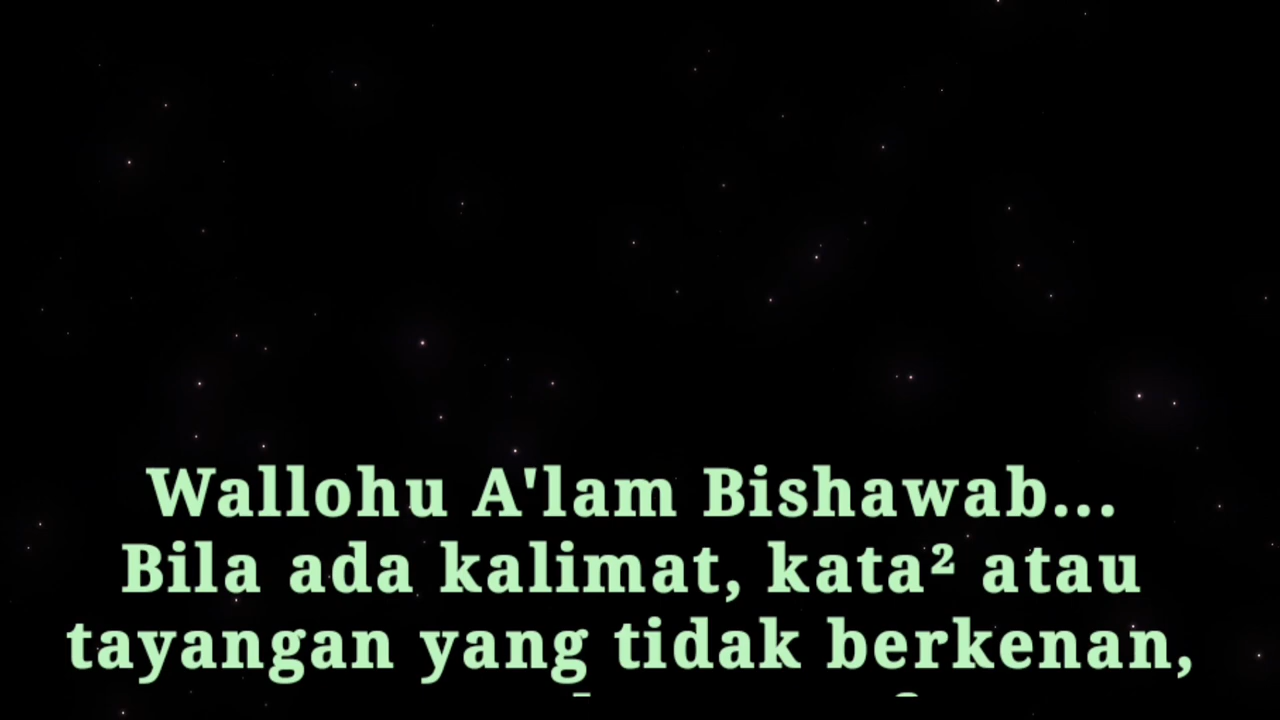 Wallohu A'lam Bishawab...
Bila ada kalimat, kata² atau
tayangan yang tidak berkenan,